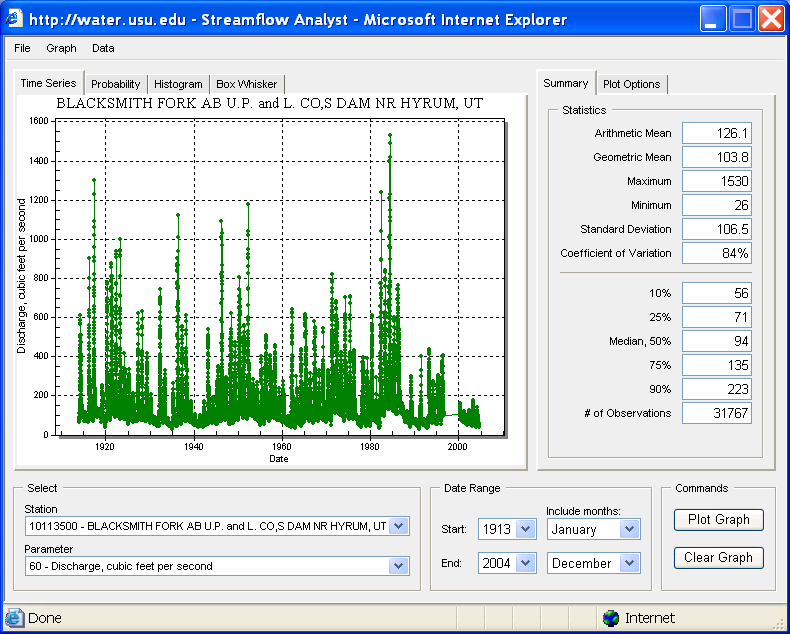 http://water.usu.edu - Streamflow Analyst - Microsoft Internet Explorer
File Graph Data
Time Series Probability Histogram Box Whisker
BLACKSMITH FORK AB U.P. and L. CO,S DAM NR HYRUM, UT
Discharge, cubic feet per second
1600
1400
1200
1000
800
600
400
200
0
1920 1940 1960 1980 2000
Date
Summary Plot Options
Statistics
Arithmetic Mean 126.1
Geometric Mean 103.8
Maximum 1530
Minimum 26
Standard Deviation 106.5
Coefficient of Variation 84%
10% 56
25% 71
Median, 50% 94
75% 135
90% 223
# of Observations 31767
Select
Station
10113500 - BLACKSMITH FORK AB U.P. and L. CO,S DAM NR HYRUM, UT
Parameter
60 - Discharge, cubic feet per second
Date Range
Include months:
Start: 1913 January
End: 2004 December
Commands
Plot Graph
Clear Graph
Done Internet